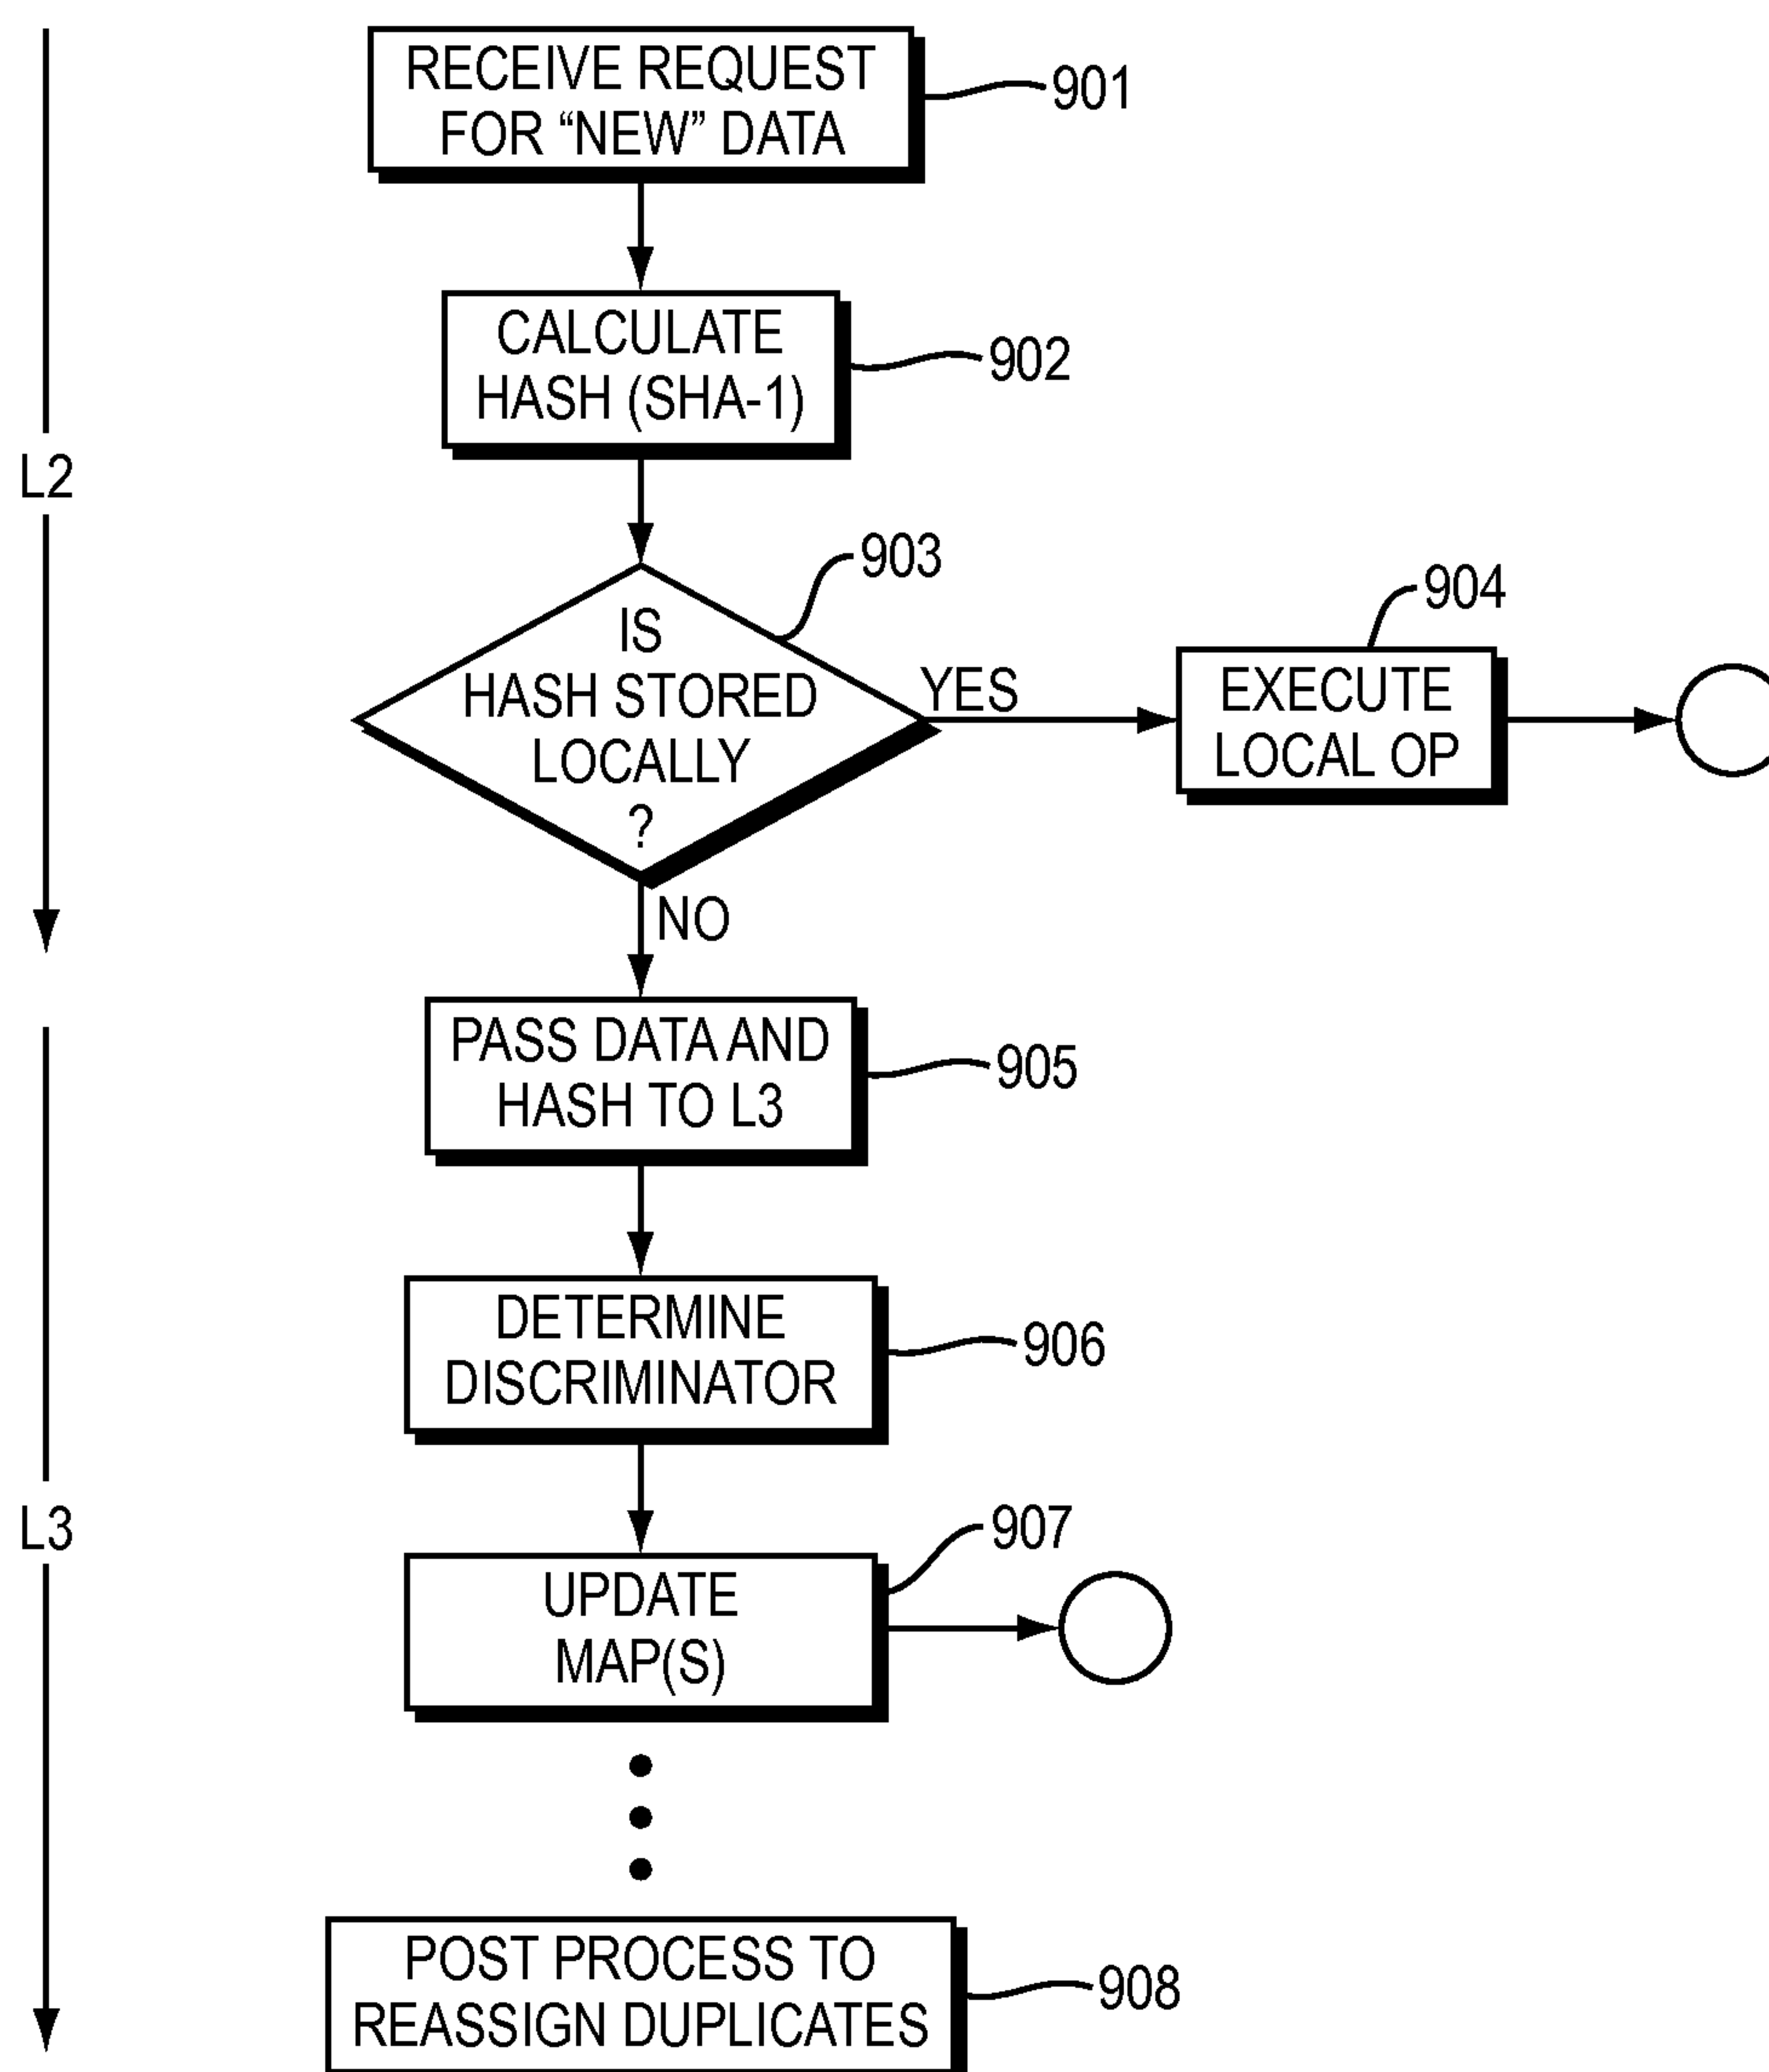 RECEIVE REQUEST
FOR “NEW” DATA
901
CALCULATE
HASH (SHA-1)
902
L2
IS
HASH STORED
LOCALLY
?
903
YES
904
EXECUTE
LOCAL OP
NO
PASS DATA AND
HASH TO L3
905
DETERMINE
DISCRIMINATOR
906
L3
UPDATE
MAP(S)
907
POST PROCESS TO
REASSIGN DUPLICATES
908